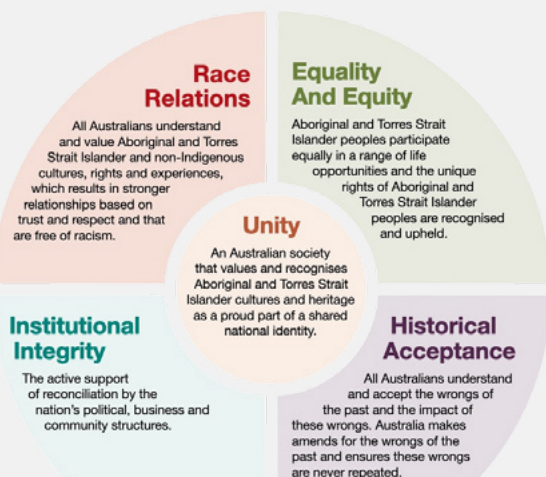 Race
Relations
All Australians understand
and value Aboriginal and Torres
Strait Islander and non-Indigenous
cultures, rights and experiences,
which results in stronger
relationships based on
trust and respect and that
are free of racism.
Equality
And Equity
Aboriginal and Torres Strait
Islander peoples participate
equally in a range of life
opportunities and the unique
rights of Aboriginal and
Torres Strait Islander
peoples are recognised
and upheld.
Unity
An Australian society
that values and recognises
Aboriginal and Torres Strait
Islander cultures and heritage
as a proud part of a shared
national identity.
Institutional
Integrity
The active support
of reconciliation by the
nation's political, business and
community structures.
Historical
Acceptance
All Australians understand
and accept the wrongs of
the past and the impact of
these wrongs. Australia makes
amends for the wrongs of the
past and ensures these wrongs
are never repeated.